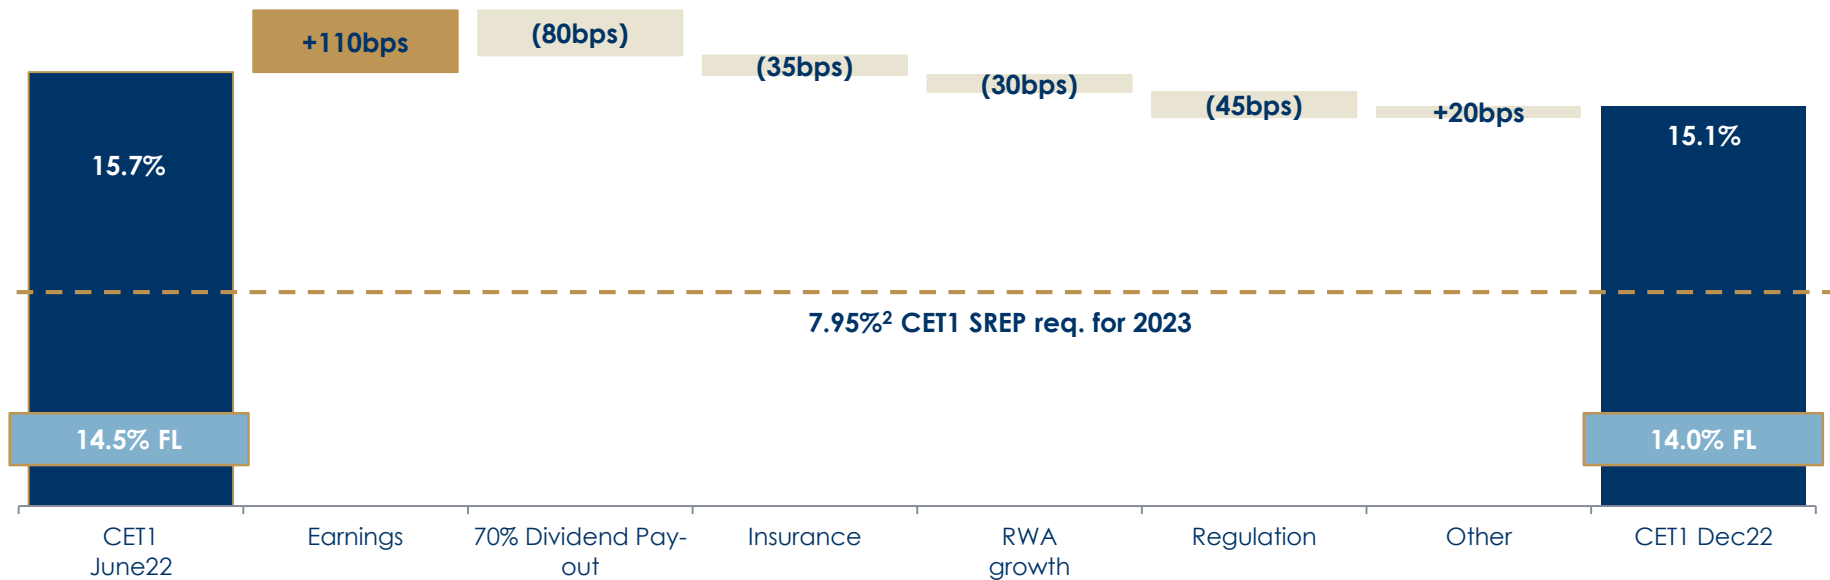 +110bps
(80bps)
(35bps)
(30bps)
(45bps)
+20bps
15.7%
15.1%
7.95%² CET1 SREP req. for 2023
14.5% FL
14.0% FL
CET1
June22
Earnings
70% Dividend Pay-
out
Insurance
RWA
growth
Regulation
Other
CET1 Dec22